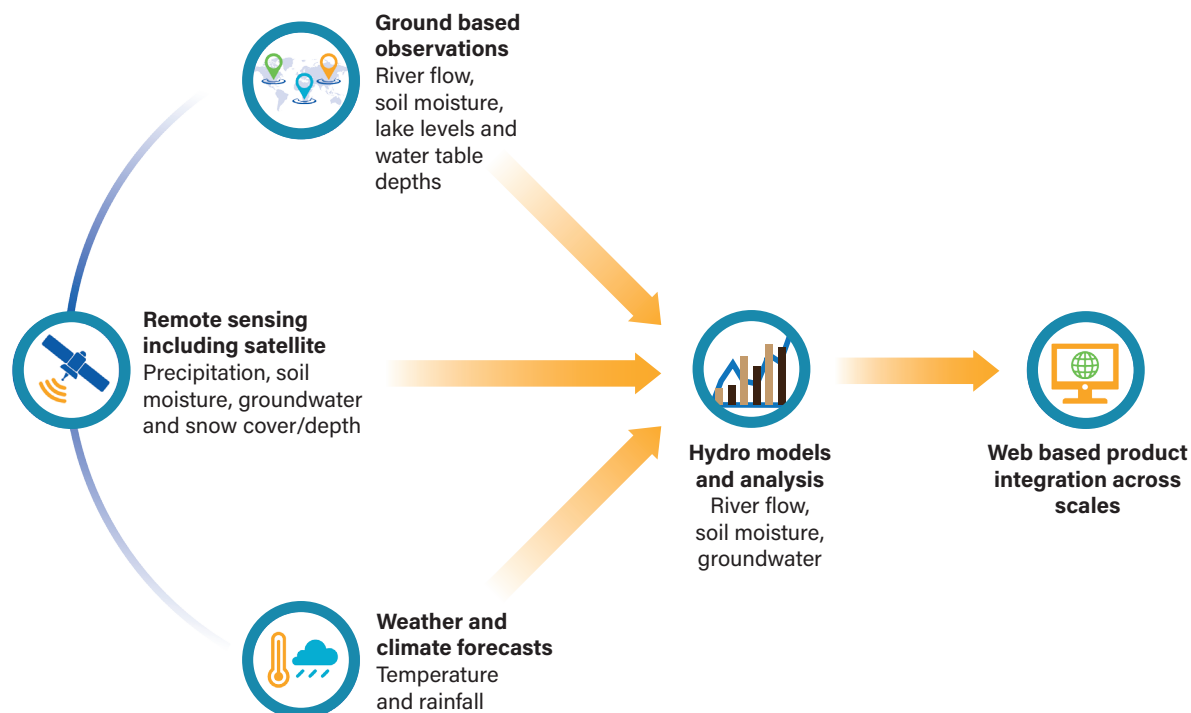 Ground based
observations
River flow,
soil moisture,
lake levels and
water table
depths
Remote sensing
including satellite
Precipitation, soil
moisture, groundwater
and snow cover/depth
Weather and
climate forecasts
Temperature
and rainfall
Hydro models
and analysis
River flow,
soil moisture,
groundwater
Web based product
integration across
scales